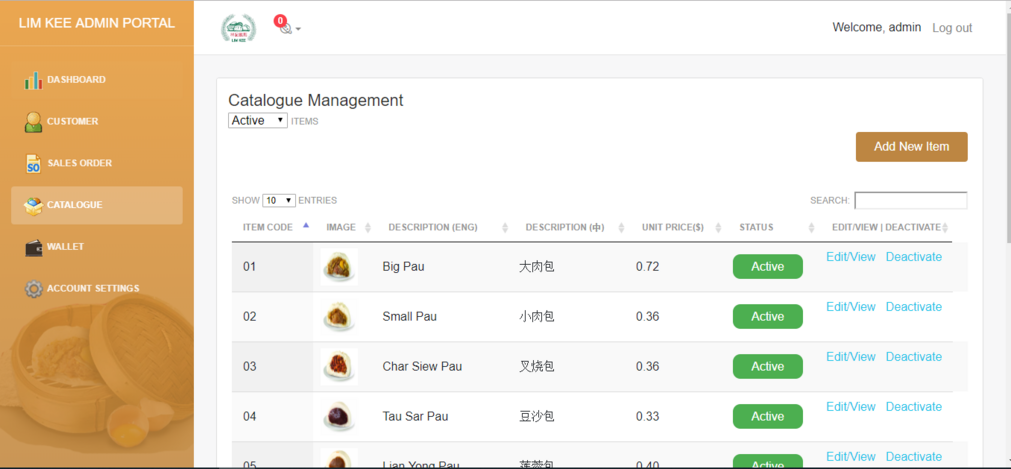 LIM KEE ADMIN PORTAL
0
LIM KEE
Welcome, admin Log out
DASHBOARD
CUSTOMER
SO SALES ORDER
CATALOGUE
WALLET
ACCOUNT SETTINGS
Catalogue Management
Active ITEMS
Add New Item
SHOW 10 ENTRIES SEARCH:
ITEM CODE IMAGE DESCRIPTION (ENG) DESCRIPTION (中) UNIT PRICE($) STATUS EDIT/VIEW | DEACTIVATE
01 Big Pau 大肉包 0.72 Active Edit/View Deactivate
02 Small Pau 小肉包 0.36 Active Edit/View Deactivate
03 Char Siew Pau 叉烧包 0.36 Active Edit/View Deactivate
04 Tau Sar Pau 豆沙包 0.33 Active Edit/View Deactivate
05 Lian Yong Pau 莲蓉包 0.40 Active Edit/View Deactivate